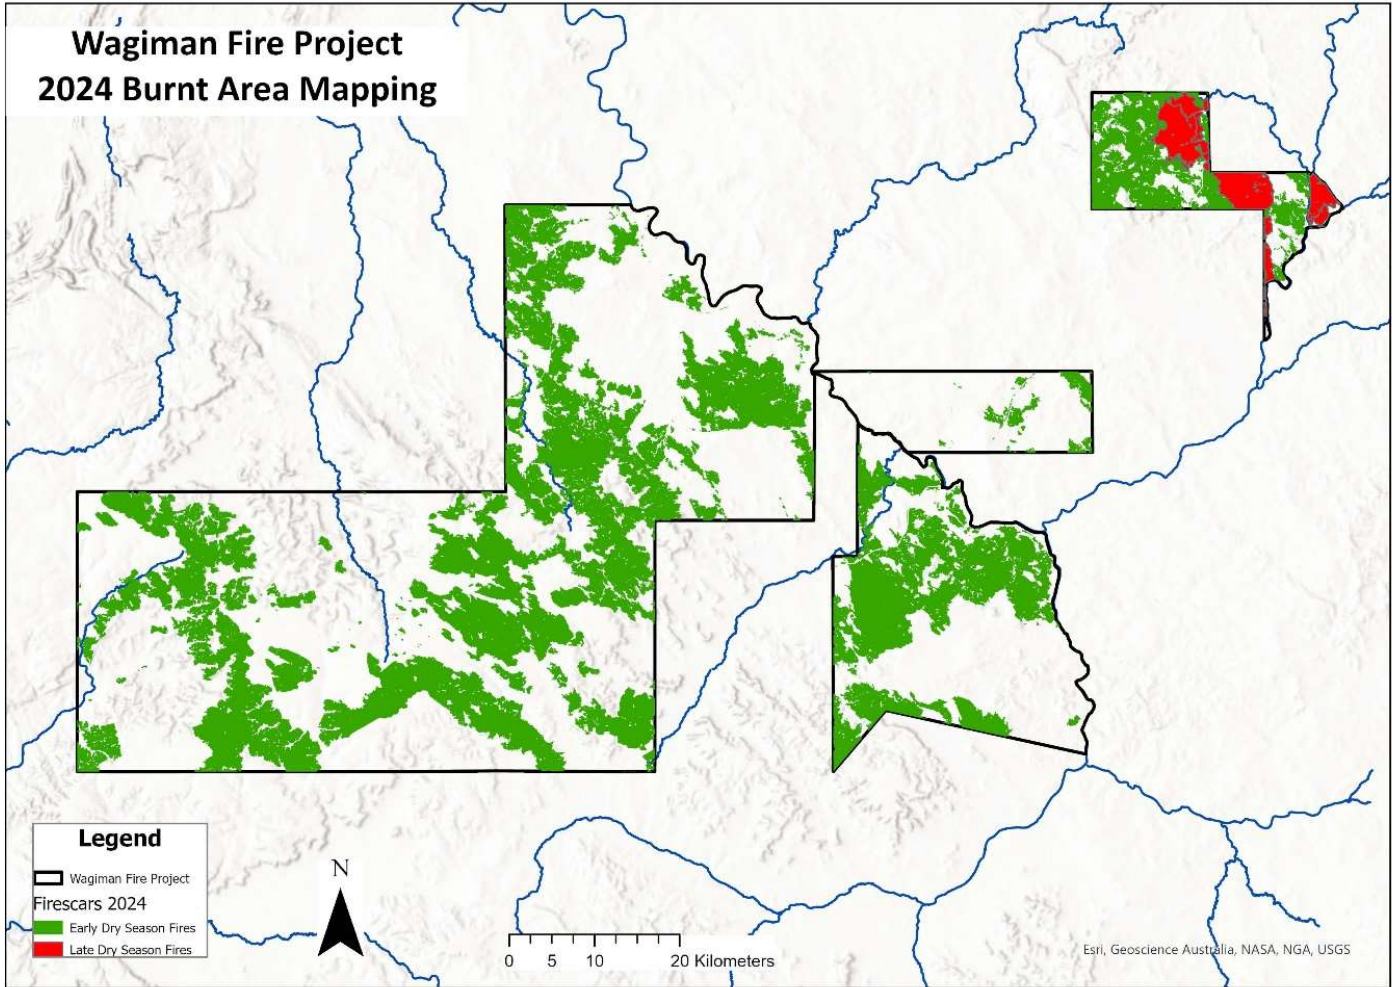 Wagiman Fire Project
2024 Burnt Area Mapping
Legend
Wagiman Fire Project
Firescars 2024
Early Dry Season Fires
Late Dry Season Fires
N
0 5 10 20 Kilometers
Esri, Geoscience Australia, NASA, NGA, USGS